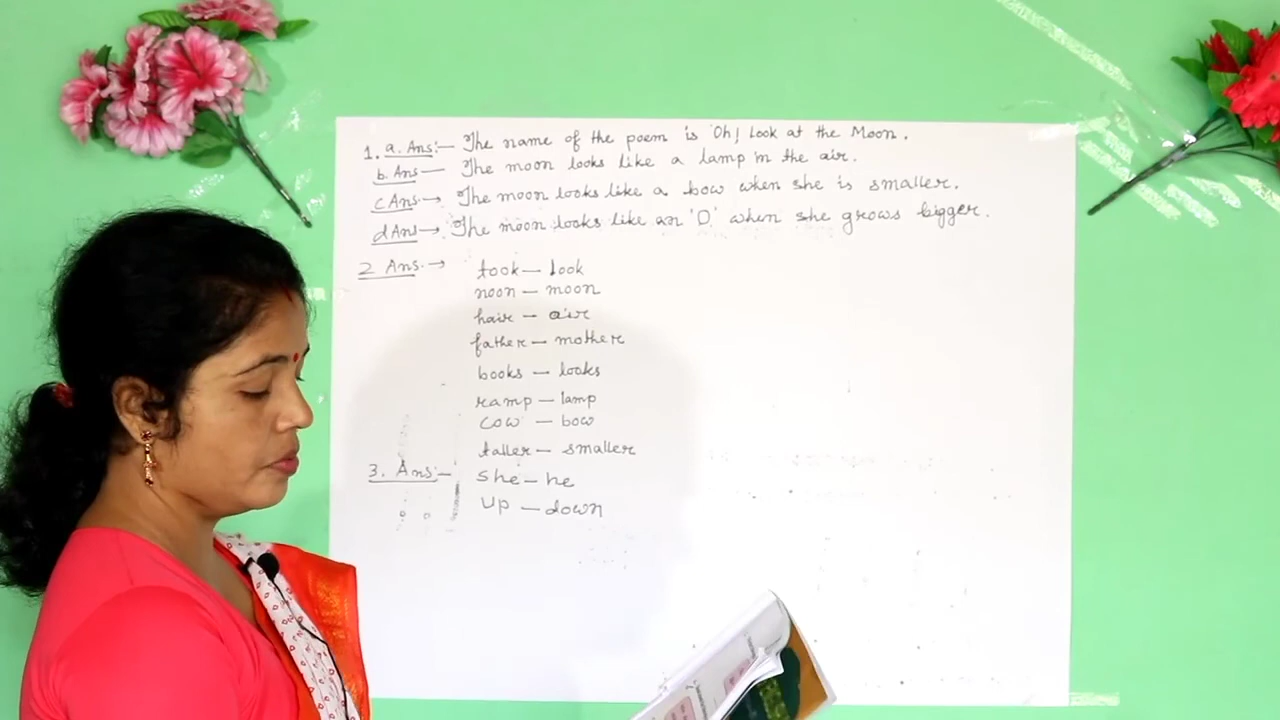 1. a. Ans:— The name of the poem is 'Oh! Look at the Moon.
b. Ans — The moon looks like a lamp in the air.
c Ans → The moon looks like a bow when she is smaller.
d Ans → The moon looks like an 'O' when she grows bigger.
2 Ans. → took — look
noon — moon
hair — air
father — mother
books — looks
ramp — lamp
cow — bow
taller — smaller
3. Ans:— she — he
up — down